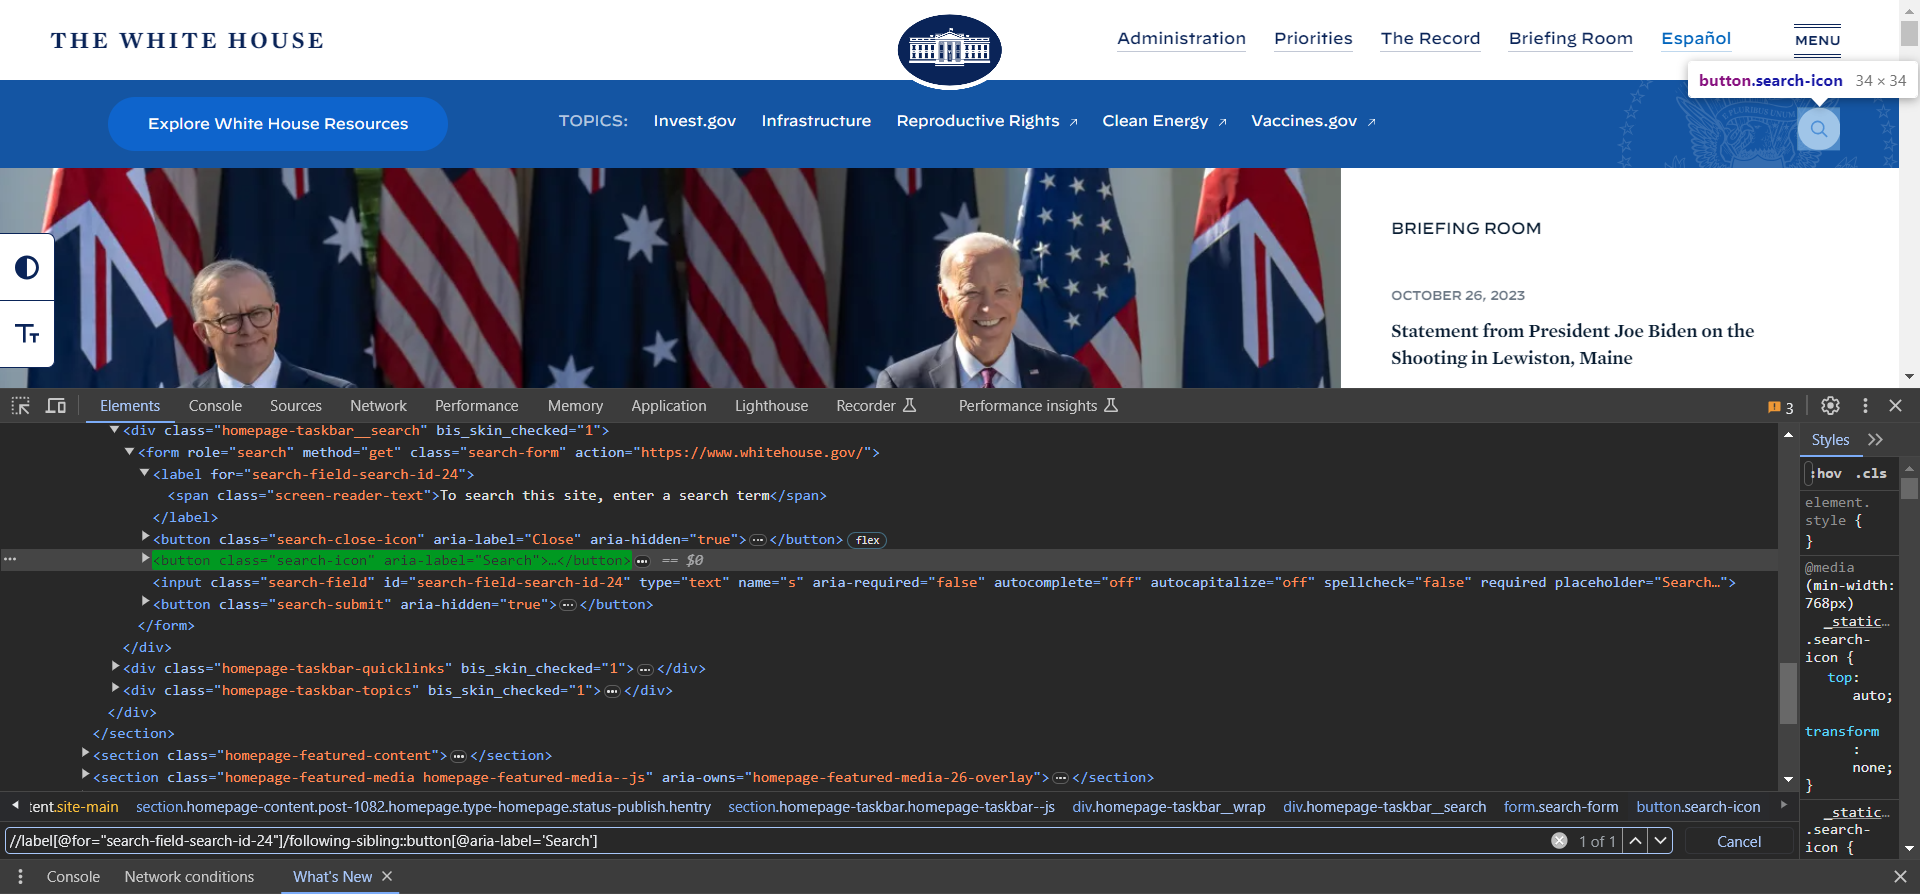 THE WHITE HOUSE
Administration Priorities The Record Briefing Room Español MENU
button.search-icon 34 × 34
Explore White House Resources
TOPICS: Invest.gov Infrastructure Reproductive Rights ↗ Clean Energy ↗ Vaccines.gov ↗
BRIEFING ROOM
OCTOBER 26, 2023
Statement from President Joe Biden on the
Shooting in Lewiston, Maine
TT
Elements Console Sources Network Performance Memory Application Lighthouse Recorder Performance insights 3
<div class="homepage-taskbar__search" bis_skin_checked="1">
<form role="search" method="get" class="search-form" action="https://www.whitehouse.gov/">
<label for="search-field-search-id-24">
<span class="screen-reader-text">To search this site, enter a search term</span>
</label>
<button class="search-close-icon" aria-label="Close" aria-hidden="true">…</button> flex
<button class="search-icon" aria-label="Search">…</button> … == $0
<input class="search-field" id="search-field-search-id-24" type="text" name="s" aria-required="false" autocomplete="off" autocapitalize="off" spellcheck="false" required placeholder="Search…">
<button class="search-submit" aria-hidden="true">…</button>
</form>
</div>
<div class="homepage-taskbar-quicklinks" bis_skin_checked="1">…</div>
<div class="homepage-taskbar-topics" bis_skin_checked="1">…</div>
</div>
</section>
<section class="homepage-featured-content">…</section>
<section class="homepage-featured-media homepage-featured-media--js" aria-owns="homepage-featured-media-26-overlay">…</section>
Styles
:hov .cls
element.
style {
}
@media
(min-width:
768px)
_static…
.search-
icon {
top:
auto;
transform
:
none;
}
_static…
.search-
icon {
tent.site-main section.homepage-content.post-1082.homepage.type-homepage.status-publish.hentry section.homepage-taskbar.homepage-taskbar--js div.homepage-taskbar__wrap div.homepage-taskbar__search form.search-form button.search-icon
//label[@for="search-field-search-id-24"]/following-sibling::button[@aria-label='Search'] 1 of 1 Cancel
Console Network conditions What's New